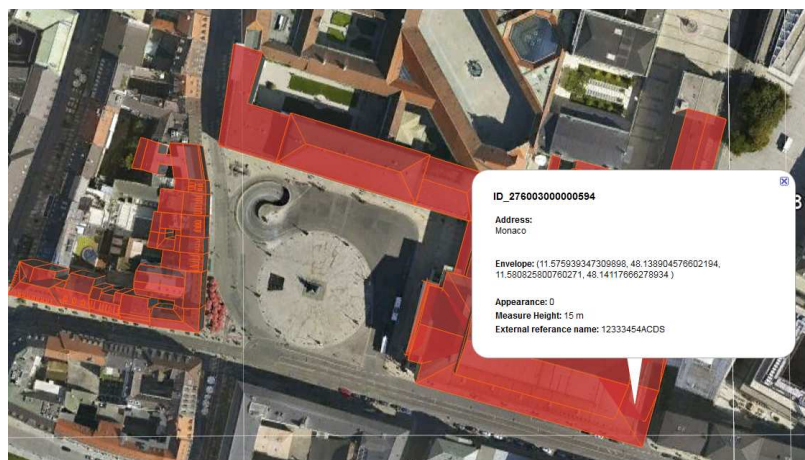 ID_276003000000594
Address:
Monaco
Envelope: (11.575939347309898, 48.138904576602194,
11.580825800760271, 48.14117666278934 )
Appearance: 0
Measure Height: 15 m
External referance name: 12333454ACDS
8